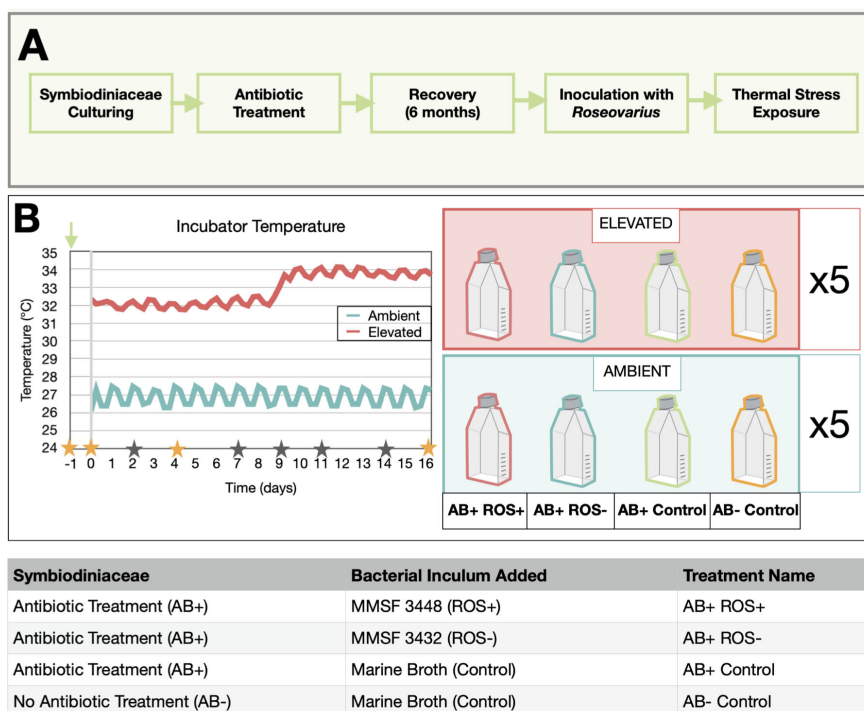 A
Symbiodiniaceae
Culturing
Antibiotic
Treatment
Recovery
(6 months)
Inoculation with
Roseovarius
Thermal Stress
Exposure
B
Incubator Temperature
35
34
33
32
31
30
29
28
27
26
25
24
Temperature (°C)
Ambient
Elevated
-1 0 1 2 3 4 5 6 7 8 9 10 11 12 13 14 15 16
Time (days)
ELEVATED
x5
AMBIENT
x5
AB+ ROS+ AB+ ROS- AB+ Control AB- Control
Symbiodiniaceae Bacterial Inculum Added Treatment Name
Antibiotic Treatment (AB+) MMSF 3448 (ROS+) AB+ ROS+
Antibiotic Treatment (AB+) MMSF 3432 (ROS-) AB+ ROS-
Antibiotic Treatment (AB+) Marine Broth (Control) AB+ Control
No Antibiotic Treatment (AB-) Marine Broth (Control) AB- Control